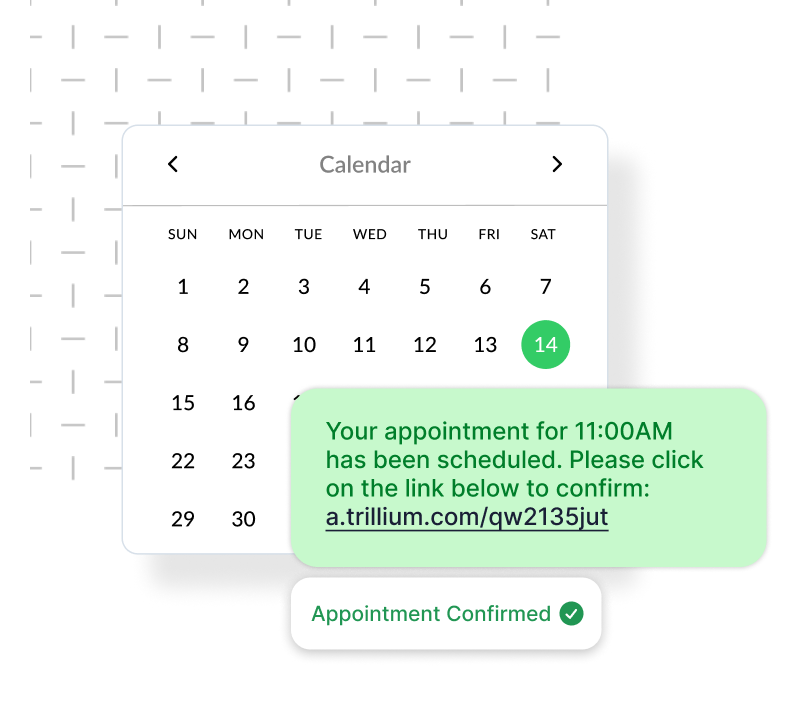 Calendar
SUN MON TUE WED THU FRI SAT
1 2 3 4 5 6 7
8 9 10 11 12 13 14
15 16
22 23
29 30
Your appointment for 11:00AM
has been scheduled. Please click
on the link below to confirm:
a.trillium.com/qw2135jut
Appointment Confirmed